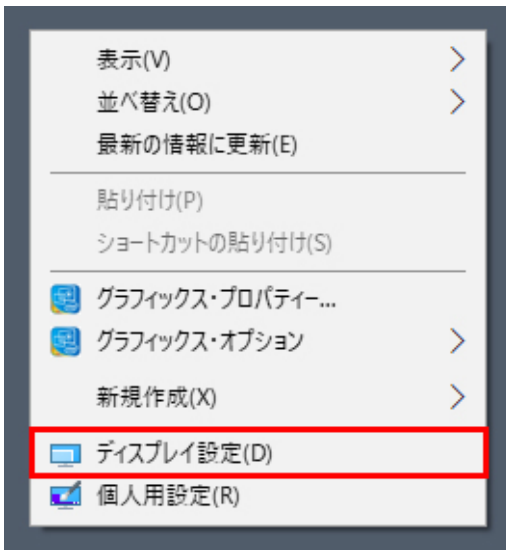 表示(V)
並べ替え(O)
最新の情報に更新(E)
貼り付け(P)
ショートカットの貼り付け(S)
グラフィックス・プロパティー...
グラフィックス・オプション
新規作成(X)
ディスプレイ設定(D)
個人用設定(R)